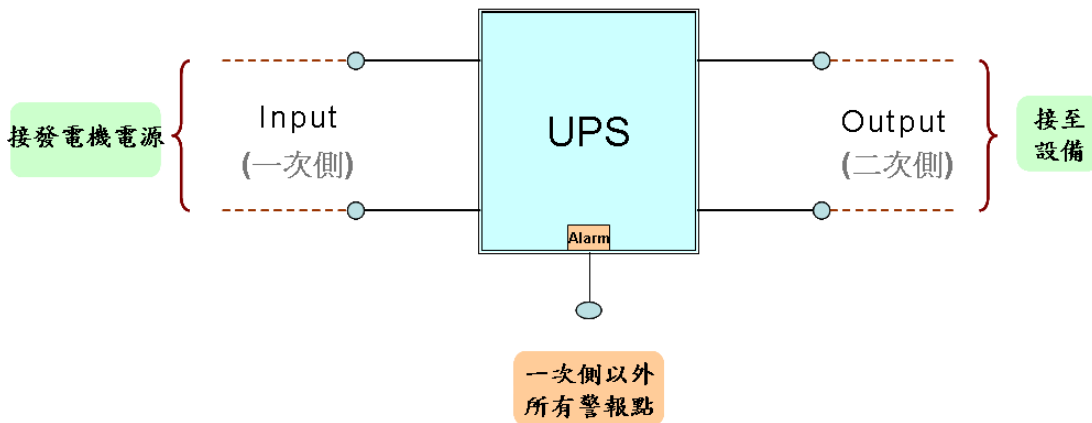 接發電機電源
Input
(一次側)
UPS
Alarm
Output
(二次側)
接至
設備
一次側以外
所有警報點